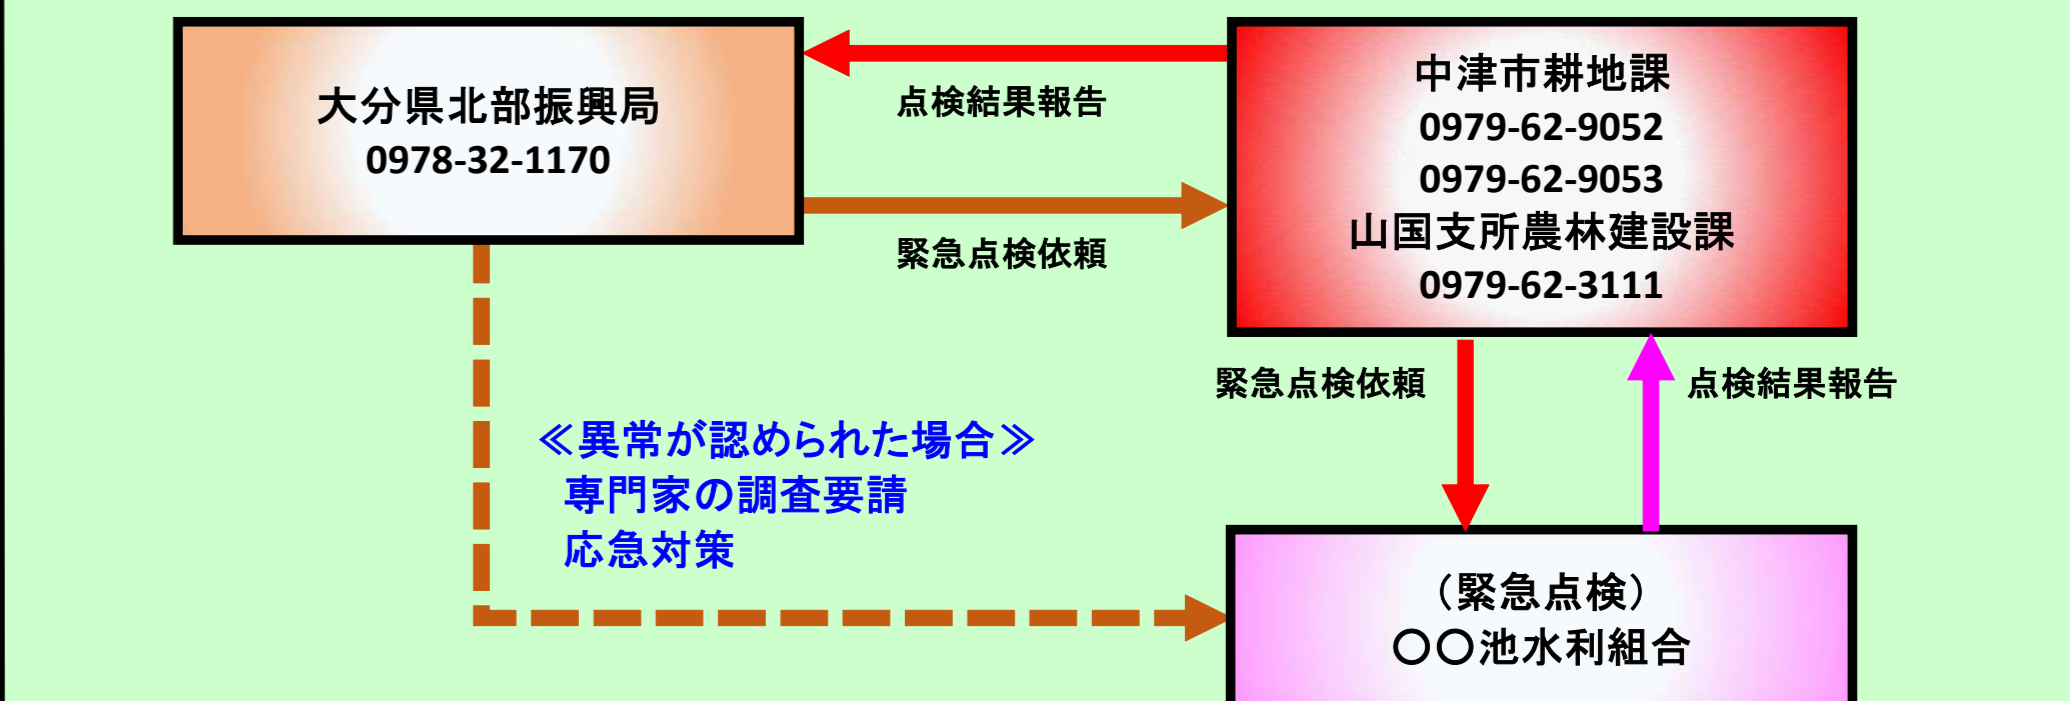 大分県北部振興局
0978-32-1170
点検結果報告
緊急点検依頼
中津市耕地課
0979-62-9052
0979-62-9053
山国支所農林建設課
0979-62-3111
緊急点検依頼
点検結果報告
≪異常が認められた場合≫
専門家の調査要請
応急対策
（緊急点検）
〇〇池水利組合